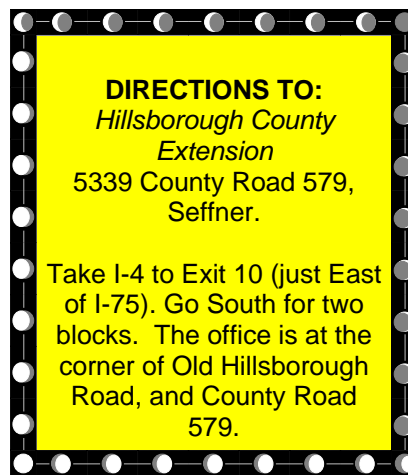 DIRECTIONS TO:
Hillsborough County
Extension
5339 County Road 579,
Seffner.
Take I-4 to Exit 10 (just East
of I-75). Go South for two
blocks.  The office is at the
corner of Old Hillsborough
Road, and County Road
579.